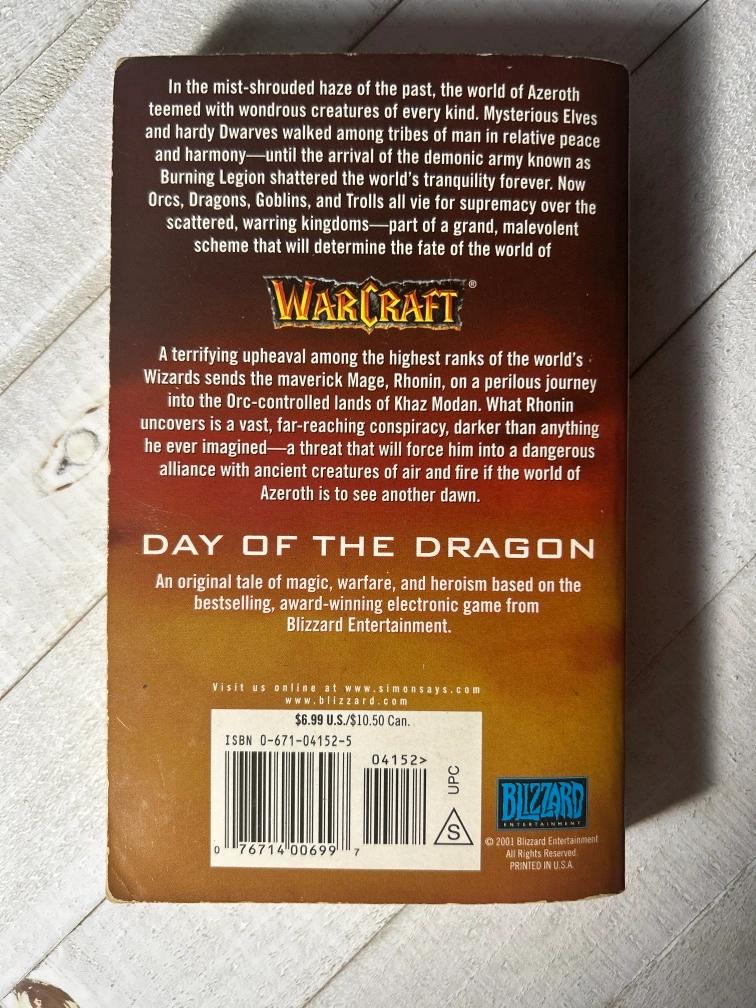 In the mist-shrouded haze of the past, the world of Azeroth
teemed with wondrous creatures of every kind. Mysterious Elves
and hardy Dwarves walked among tribes of man in relative peace
and harmony—until the arrival of the demonic army known as
Burning Legion shattered the world's tranquility forever. Now
Orcs, Dragons, Goblins, and Trolls all vie for supremacy over the
scattered, warring kingdoms—part of a grand, malevolent
scheme that will determine the fate of the world of
WARCRAFT®
A terrifying upheaval among the highest ranks of the world's
Wizards sends the maverick Mage, Rhonin, on a perilous journey
into the Orc-controlled lands of Khaz Modan. What Rhonin
uncovers is a vast, far-reaching conspiracy, darker than anything
he ever imagined—a threat that will force him into a dangerous
alliance with ancient creatures of air and fire if the world of
Azeroth is to see another dawn.
DAY OF THE DRAGON
An original tale of magic, warfare, and heroism based on the
bestselling, award-winning electronic game from
Blizzard Entertainment.
Visit us online at www.simonsays.com
www.blizzard.com
$6.99 U.S./$10.50 Can.
ISBN 0-671-04152-5
04152>
UPC
S
0 76714 00699 7
BLIZZARD
ENTERTAINMENT
© 2001 Blizzard Entertainment
All Rights Reserved.
PRINTED IN U.S.A.